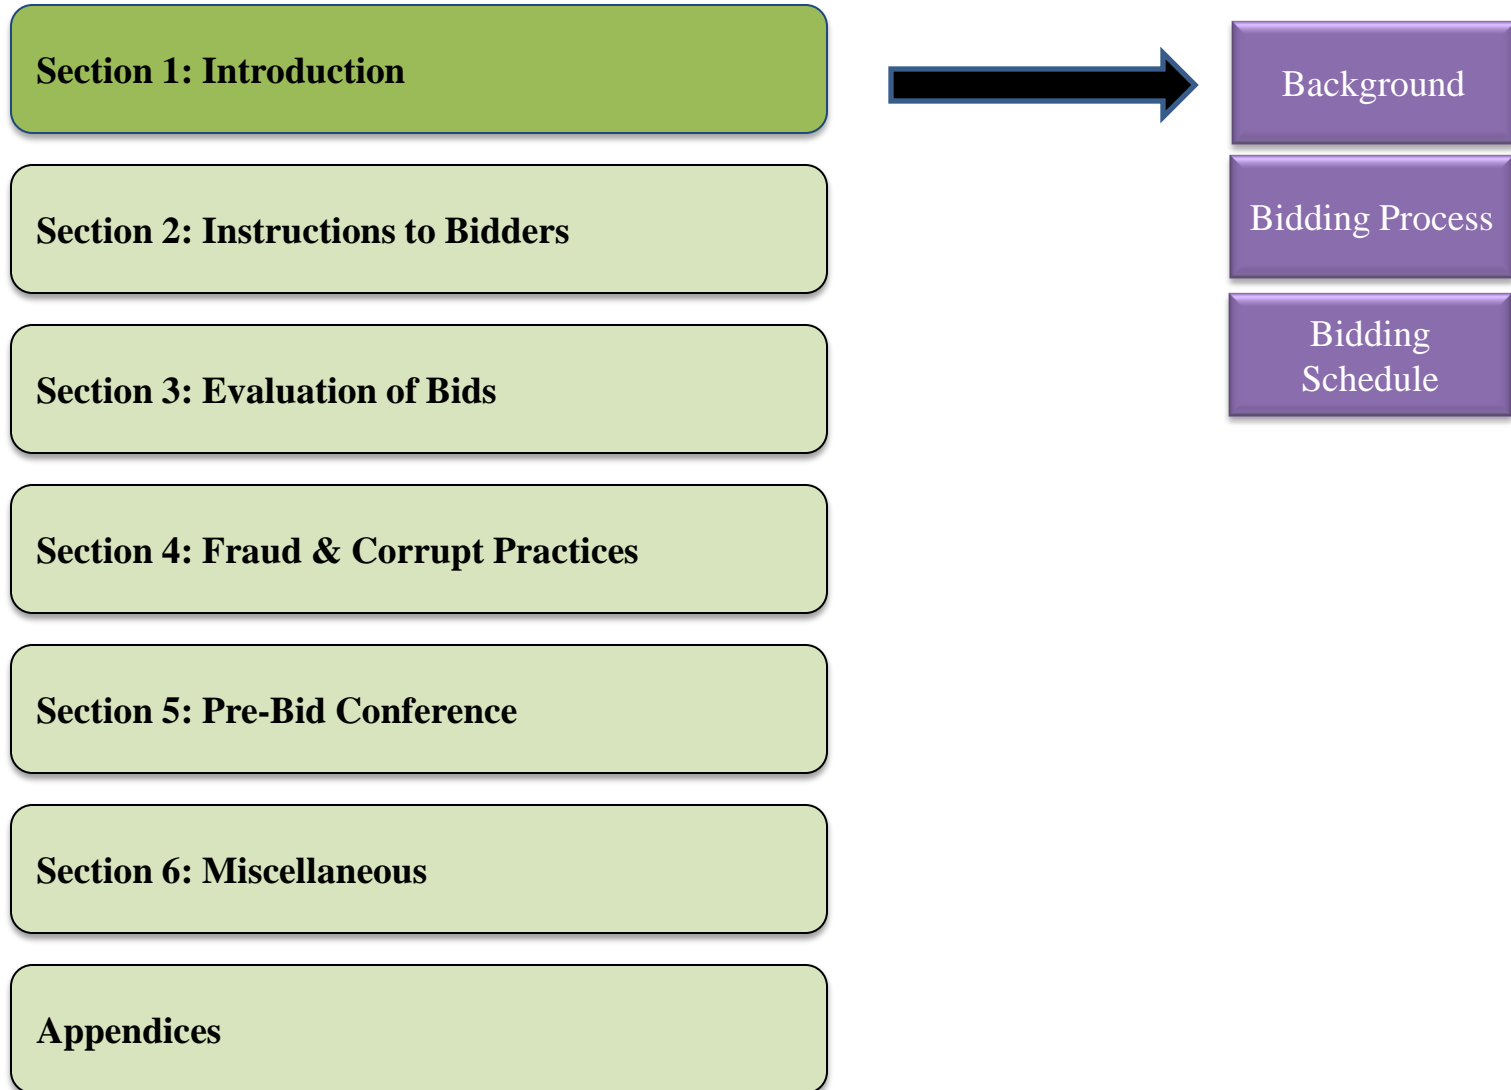 Section 1: Introduction
Section 2: Instructions to Bidders
Section 3: Evaluation of Bids
Section 4: Fraud & Corrupt Practices
Section 5: Pre-Bid Conference
Section 6: Miscellaneous
Appendices
Background
Bidding Process
Bidding
Schedule